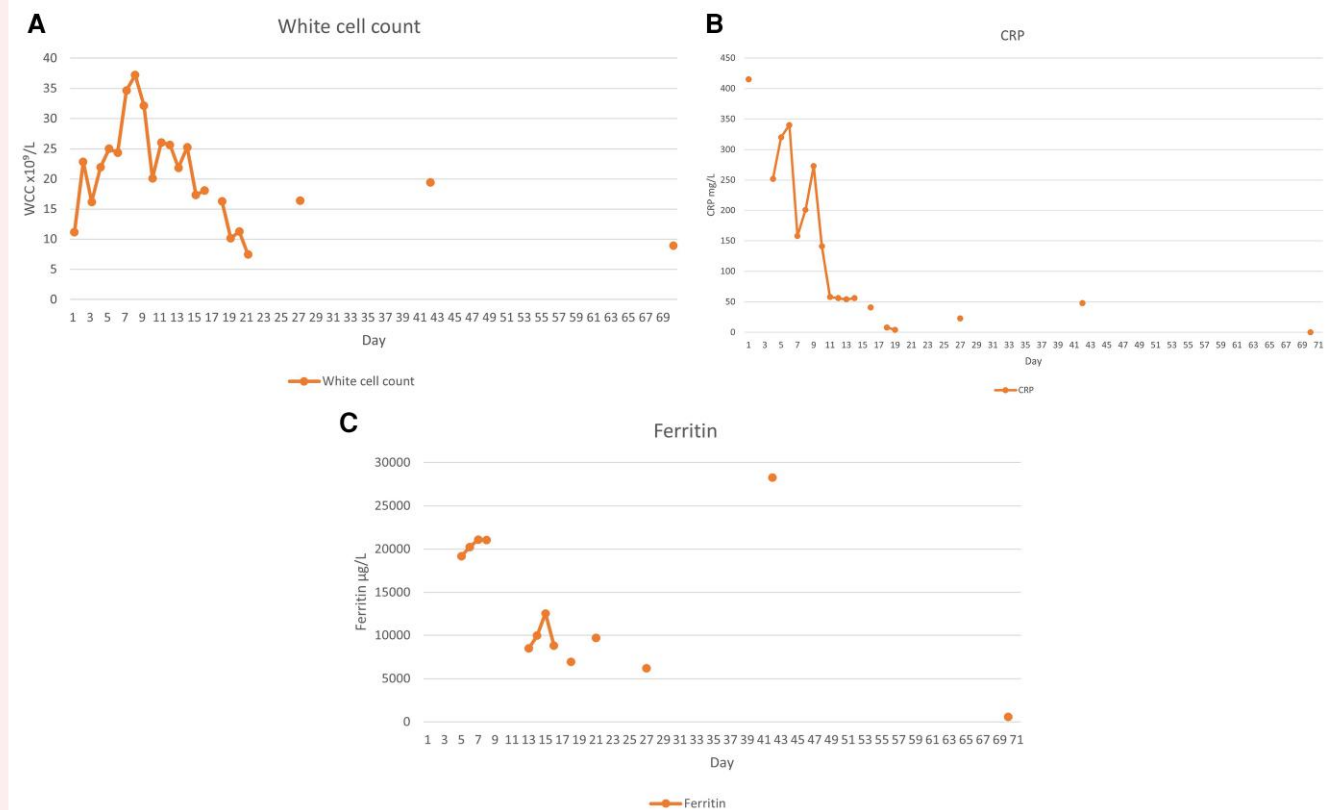 A
White cell count
40
35
30
25
20
15
10
5
0
WCC x10⁹/L
1 3 5 7 9 11 13 15 17 19 21 23 25 27 29 31 33 35 37 39 41 43 45 47 49 51 53 55 57 59 61 63 65 67 69
Day
White cell count
B
CRP
450
400
350
300
250
200
150
100
50
0
CRP mg/L
1 3 5 7 9 11 13 15 17 19 21 23 25 27 29 31 33 35 37 39 41 43 45 47 49 51 53 55 57 59 61 63 65 67 69 71
Day
CRP
C
Ferritin
30000
25000
20000
15000
10000
5000
0
Ferritin µg/L
1 3 5 7 9 11 13 15 17 19 21 23 25 27 29 31 33 35 37 39 41 43 45 47 49 51 53 55 57 59 61 63 65 67 69 71
Day
Ferritin